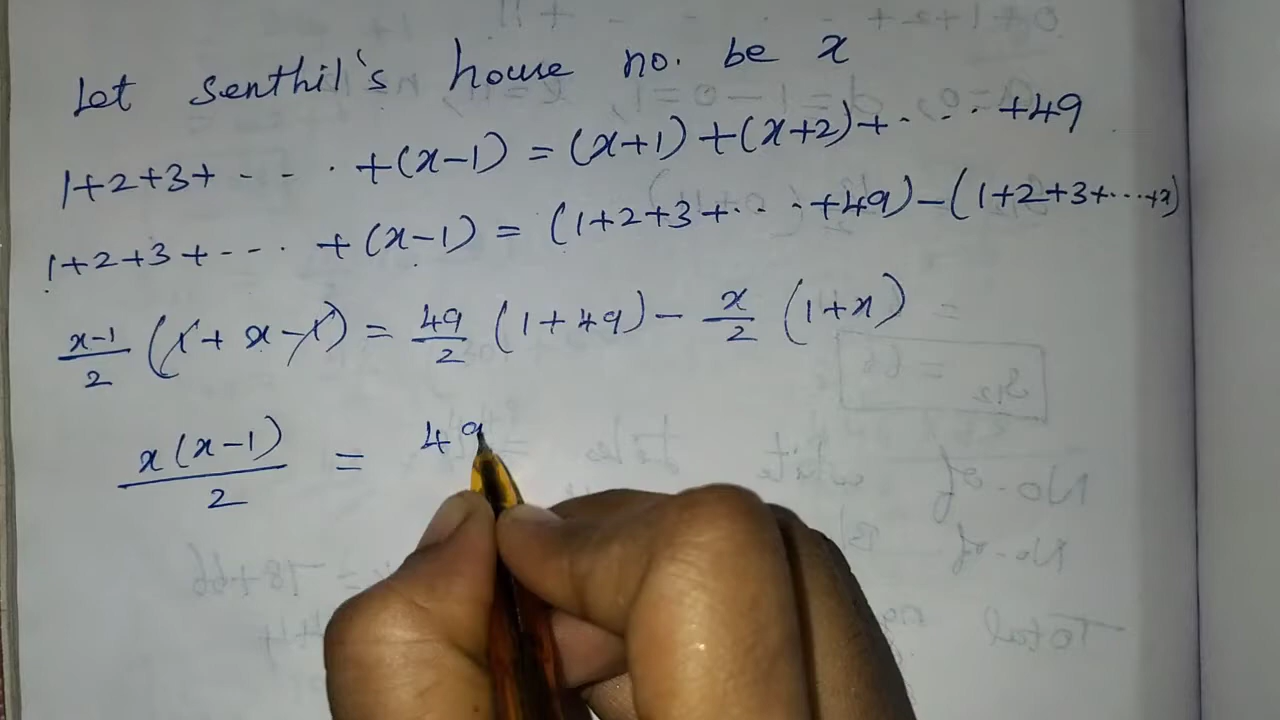 Let Senthil's house no. be x
1+2+3+ - - . . +(x-1) = (x+1) +(x+2)+ . . . . +49
1+2+3 + - - . . +(x-1) = (1+2+3+ . . . +49)-(1+2+3+...+x)
x-1/2 (1+x-1) = 49/2 (1+49) - x/2 (1+x)
x(x-1)/2 = 49